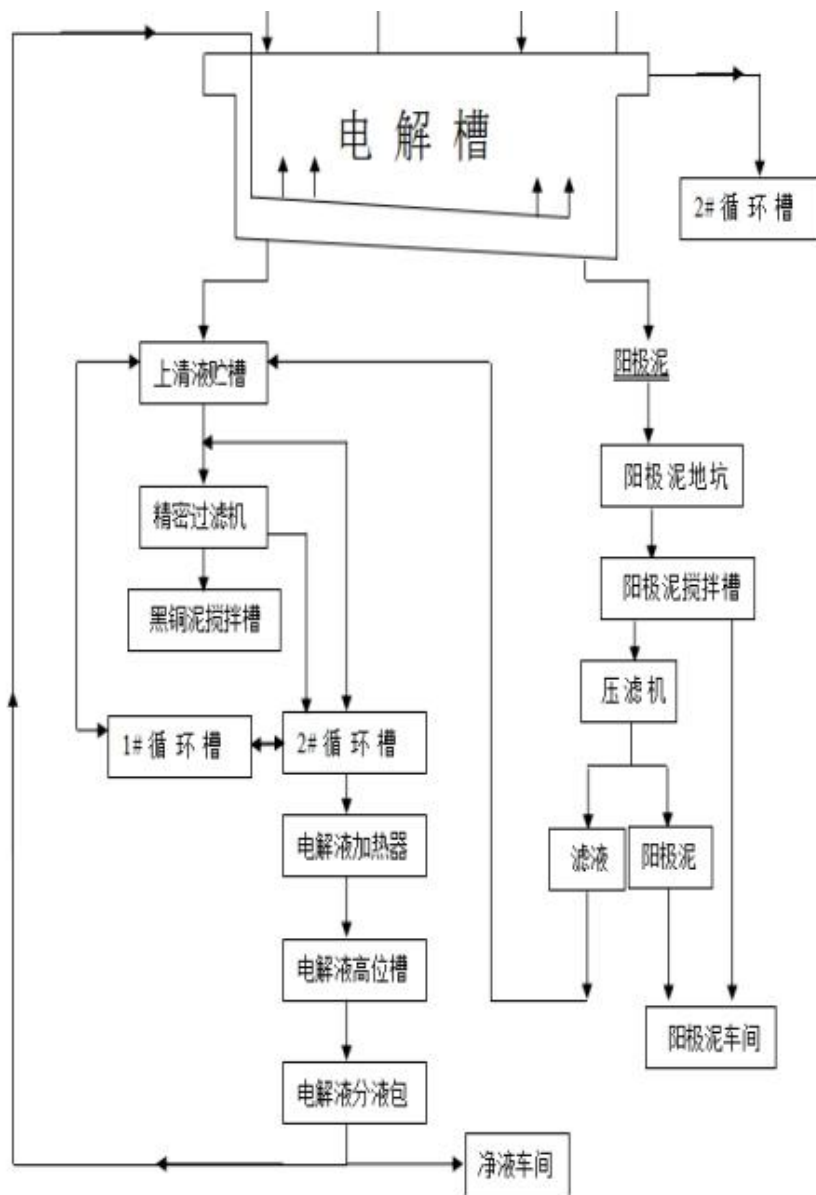 电解槽
2#循环槽
上清液贮槽
阳极泥
阳极泥地坑
精密过滤机
阳极泥搅拌槽
黑铜泥搅拌槽
压滤机
1#循环槽
2#循环槽
电解液加热器
滤液
阳极泥
电解液高位槽
阳极泥车间
电解液分液包
净液车间